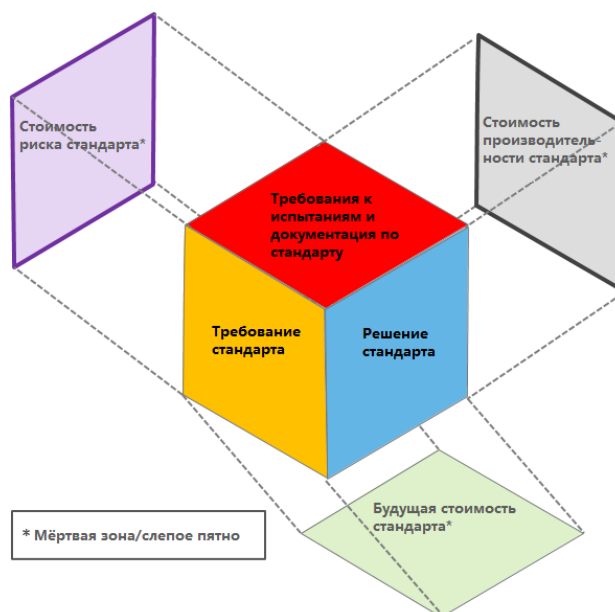 Стоимость
риска стандарта*
Стоимость
производитель-
ности стандарта*
Требования к
испытаниям и
документация по
стандарту
Требование
стандарта
Решение
стандарта
Будущая стоимость
стандарта*
* Мёртвая зона/слепое пятно